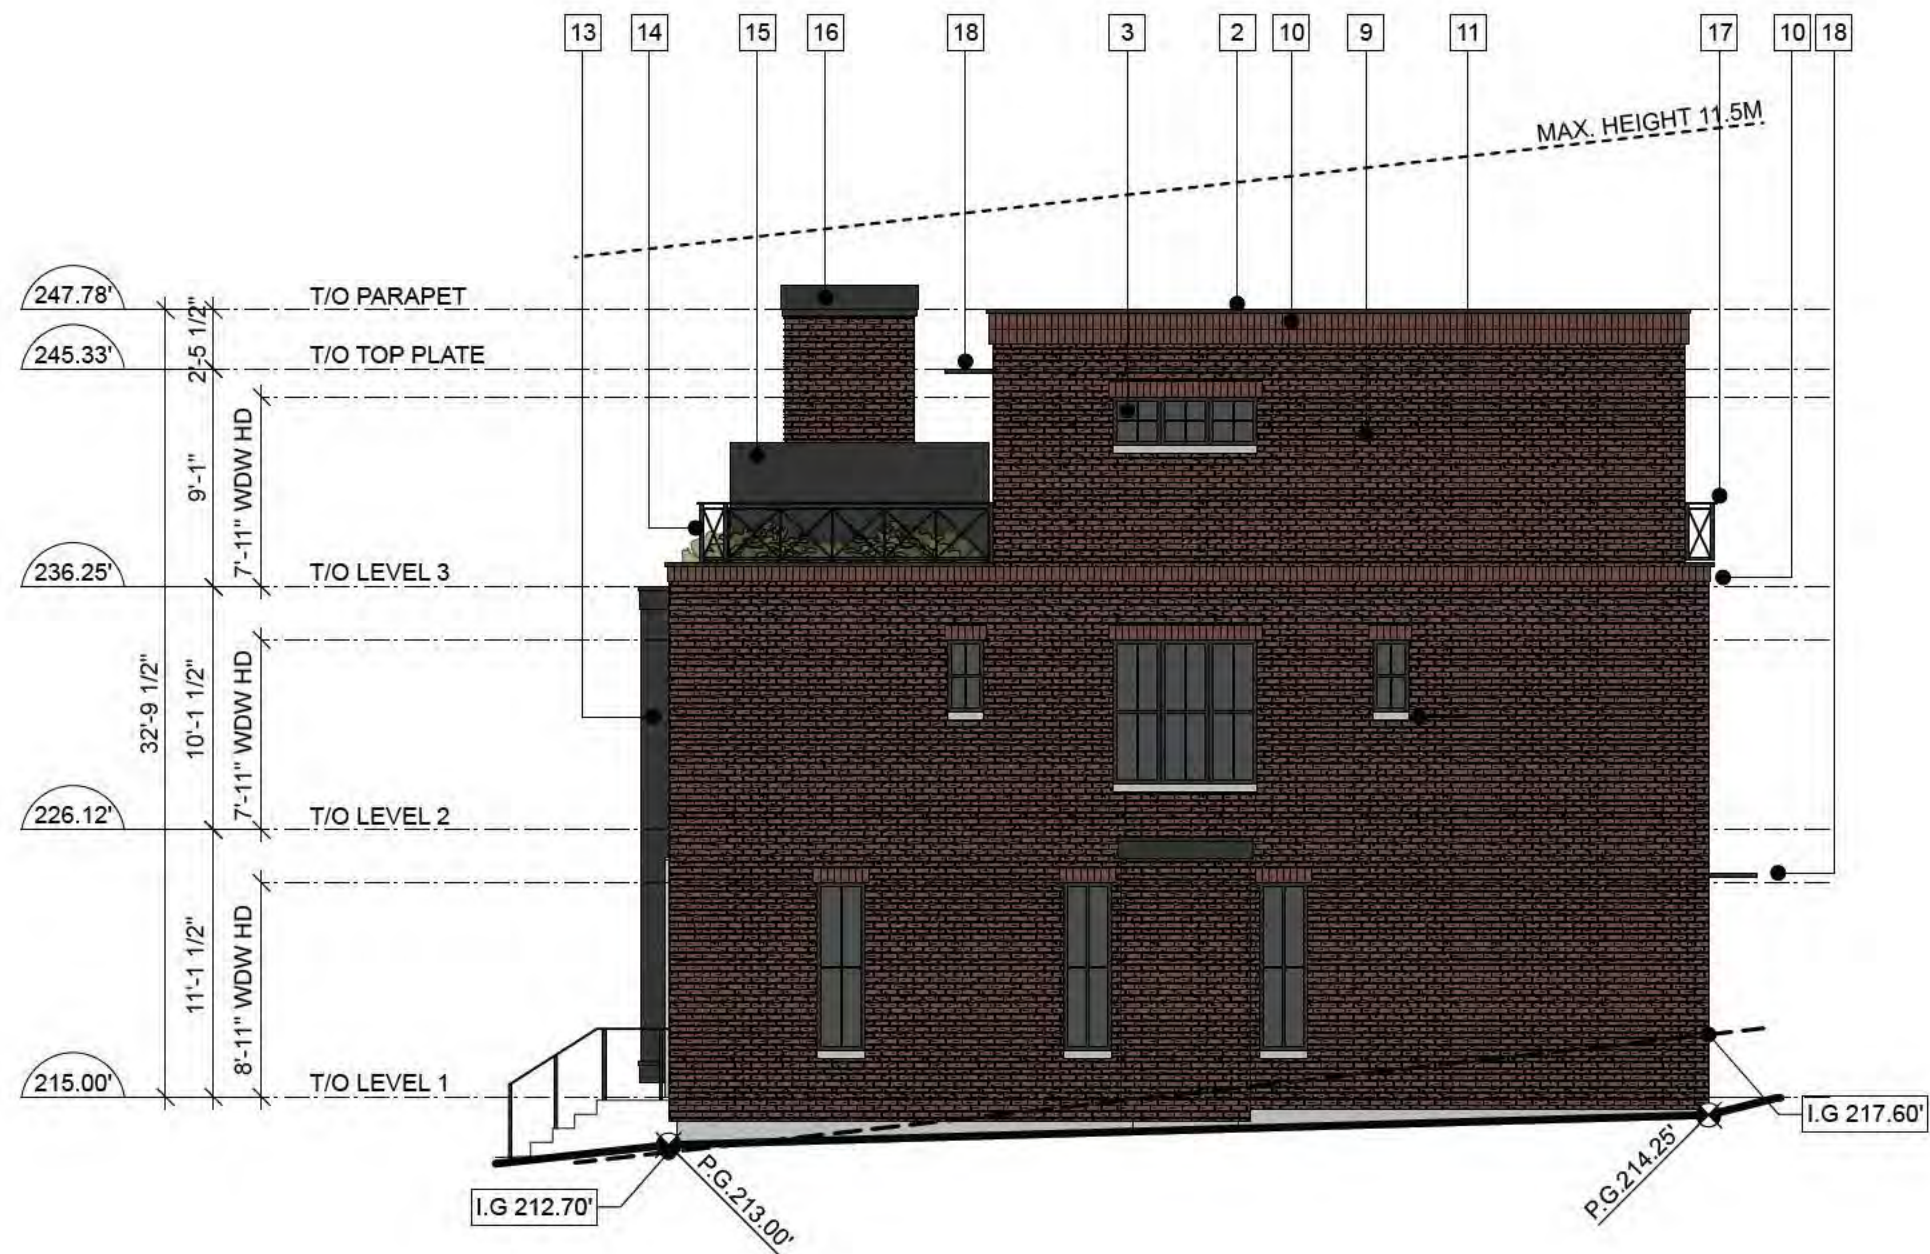 13 14 15 16 18 3 2 10 9 11 17 10 18
MAX. HEIGHT 11.5M
247.78' T/O PARAPET
2'-5 1/2"
245.33' T/O TOP PLATE
9'-1"
7'-11" WDW HD
236.25' T/O LEVEL 3
32'-9 1/2"
10'-1 1/2"
7'-11" WDW HD
226.12' T/O LEVEL 2
11'-1 1/2"
8'-11" WDW HD
215.00' T/O LEVEL 1
I.G 217.60'
I.G 212.70'
P.G.213.00'
P.G.214.25'